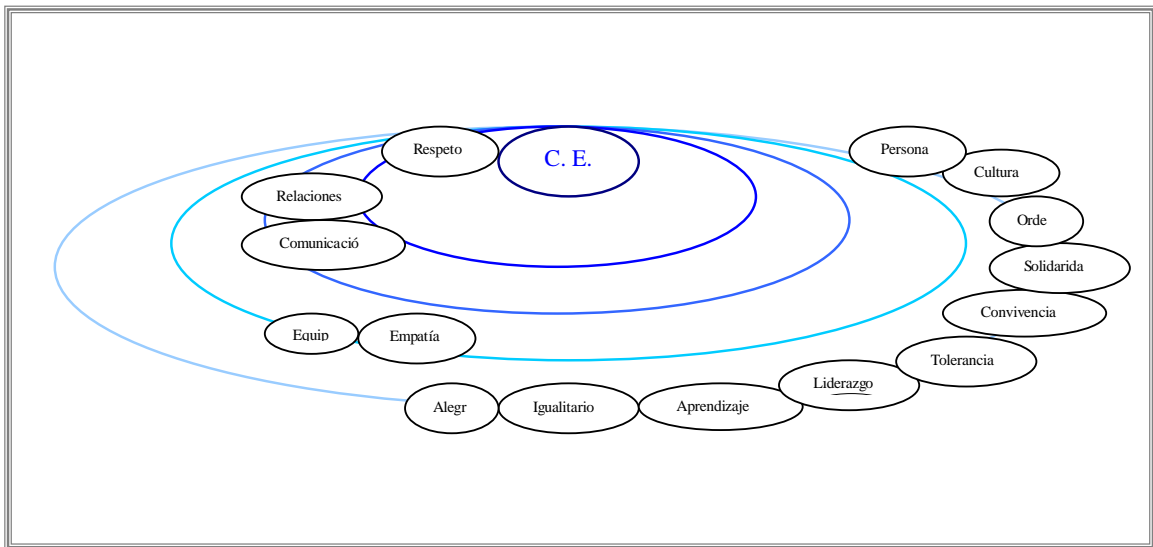 Respeto
C. E.
Persona
Cultura
Relaciones
Orde
Comunicació
Solidarida
Convivencia
Equip
Empatía
Tolerancia
Liderazgo
Alegr
Igualitario
Aprendizaje